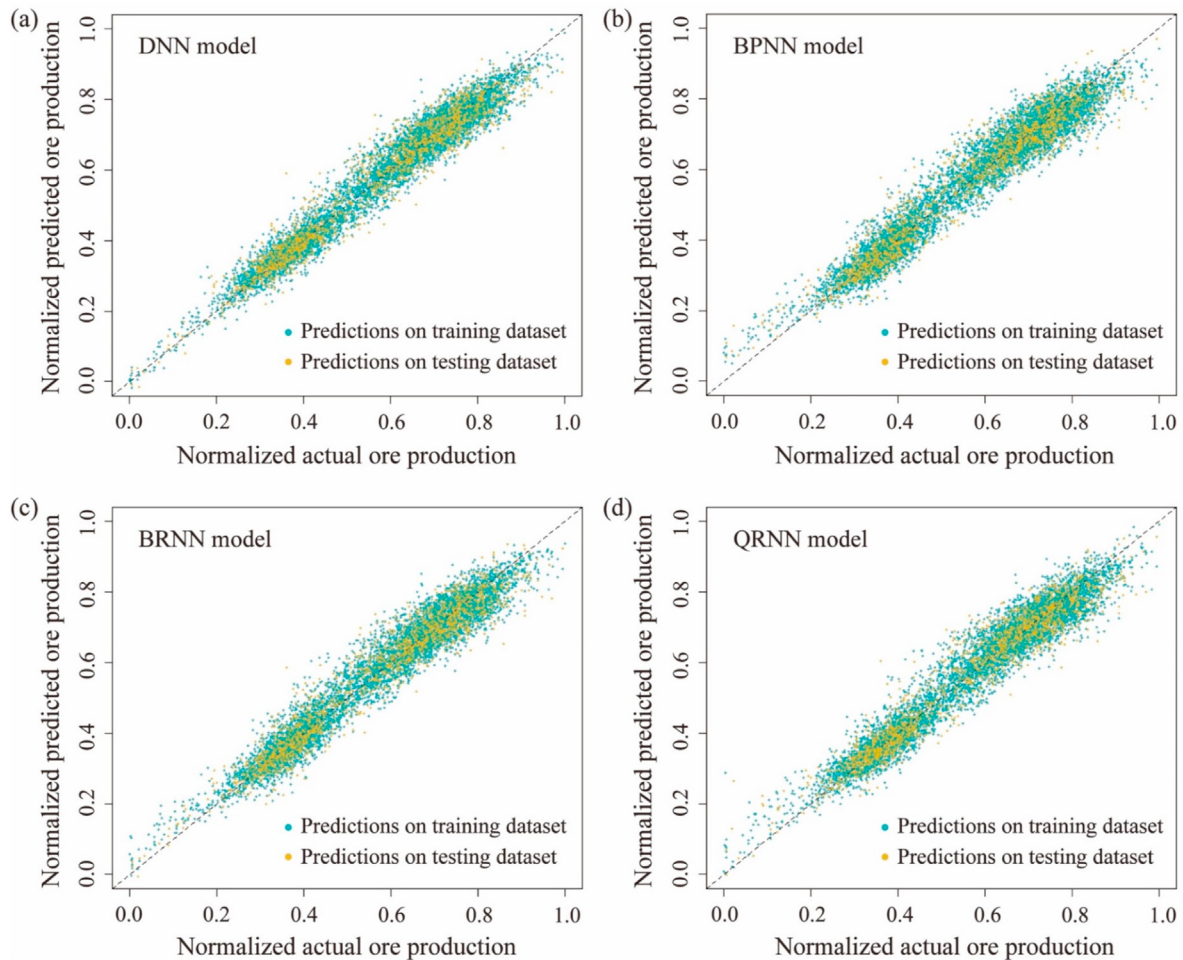 (a)
DNN model
Normalized predicted ore production
1.0
0.8
0.6
0.4
0.2
0.0
Predictions on training dataset
Predictions on testing dataset
0.0 0.2 0.4 0.6 0.8 1.0
Normalized actual ore production
(b)
BPNN model
Normalized predicted ore production
1.0
0.8
0.6
0.4
0.2
0.0
Predictions on training dataset
Predictions on testing dataset
0.0 0.2 0.4 0.6 0.8 1.0
Normalized actual ore production
(c)
BRNN model
Normalized predicted ore production
1.0
0.8
0.6
0.4
0.2
0.0
Predictions on training dataset
Predictions on testing dataset
0.0 0.2 0.4 0.6 0.8 1.0
Normalized actual ore production
(d)
QRNN model
Normalized predicted ore production
1.0
0.8
0.6
0.4
0.2
0.0
Predictions on training dataset
Predictions on testing dataset
0.0 0.2 0.4 0.6 0.8 1.0
Normalized actual ore production